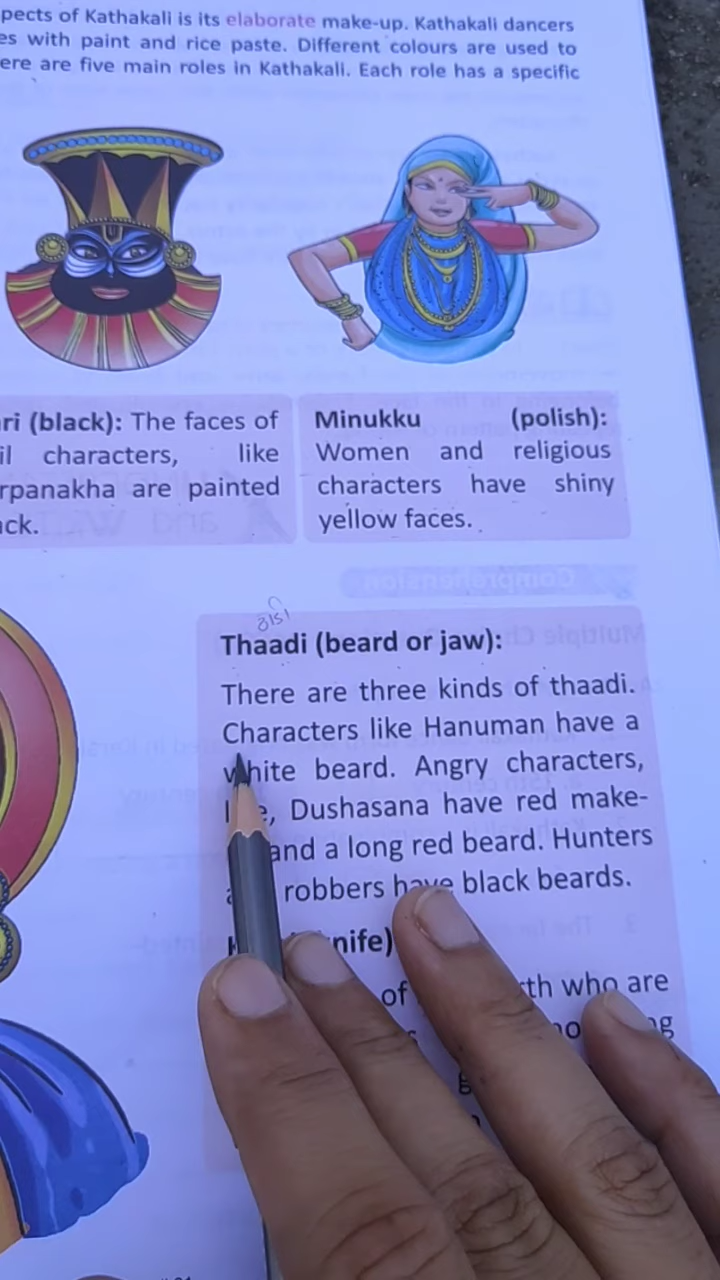 pects of Kathakali is its elaborate make-up. Kathakali dancers
es with paint and rice paste. Different colours are used to
ere are five main roles in Kathakali. Each role has a specific
ri (black): The faces of
il characters, like
rpanakha are painted
ack.
Minukku (polish):
Women and religious
characters have shiny
yellow faces.
Thaadi (beard or jaw):
There are three kinds of thaadi.
Characters like Hanuman have a
white beard. Angry characters,
Dushasana have red make-
and a long red beard. Hunters
robbers have black beards.
nife)
of rth who are